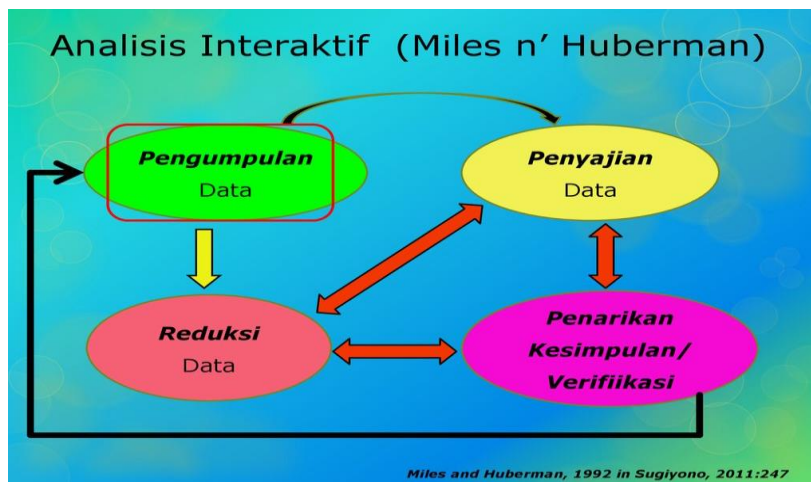 Analisis Interaktif (Miles n’ Huberman)
Pengumpulan
Data
Penyajian
Data
Reduksi
Data
Penarikan
Kesimpulan/
Verifiikasi
Miles and Huberman, 1992 in Sugiyono, 2011:247